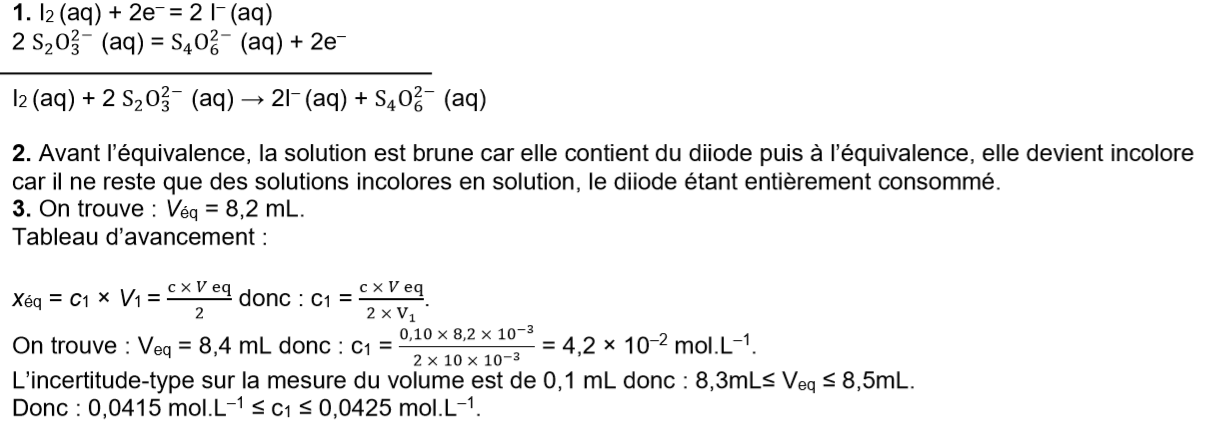 1. I₂ (aq) + 2e⁻ = 2 I⁻ (aq)
2 S₂O₃²⁻ (aq) = S₄O₆²⁻ (aq) + 2e⁻
I₂ (aq) + 2 S₂O₃²⁻ (aq) → 2I⁻ (aq) + S₄O₆²⁻ (aq)
2. Avant l’équivalence, la solution est brune car elle contient du diiode puis à l’équivalence, elle devient incolore
car il ne reste que des solutions incolores en solution, le diiode étant entièrement consommé.
3. On trouve : Véq = 8,2 mL.
Tableau d’avancement :
xéq = c₁ × V₁ = (c × V eq)/2 donc : c₁ = (c × V eq)/(2 × V₁).
On trouve : Veq = 8,4 mL donc : c₁ = (0,10 × 8,2 × 10⁻³)/(2 × 10 × 10⁻³) = 4,2 × 10⁻² mol.L⁻¹.
L’incertitude-type sur la mesure du volume est de 0,1 mL donc : 8,3mL≤ Veq ≤ 8,5mL.
Donc : 0,0415 mol.L⁻¹ ≤ c₁ ≤ 0,0425 mol.L⁻¹.